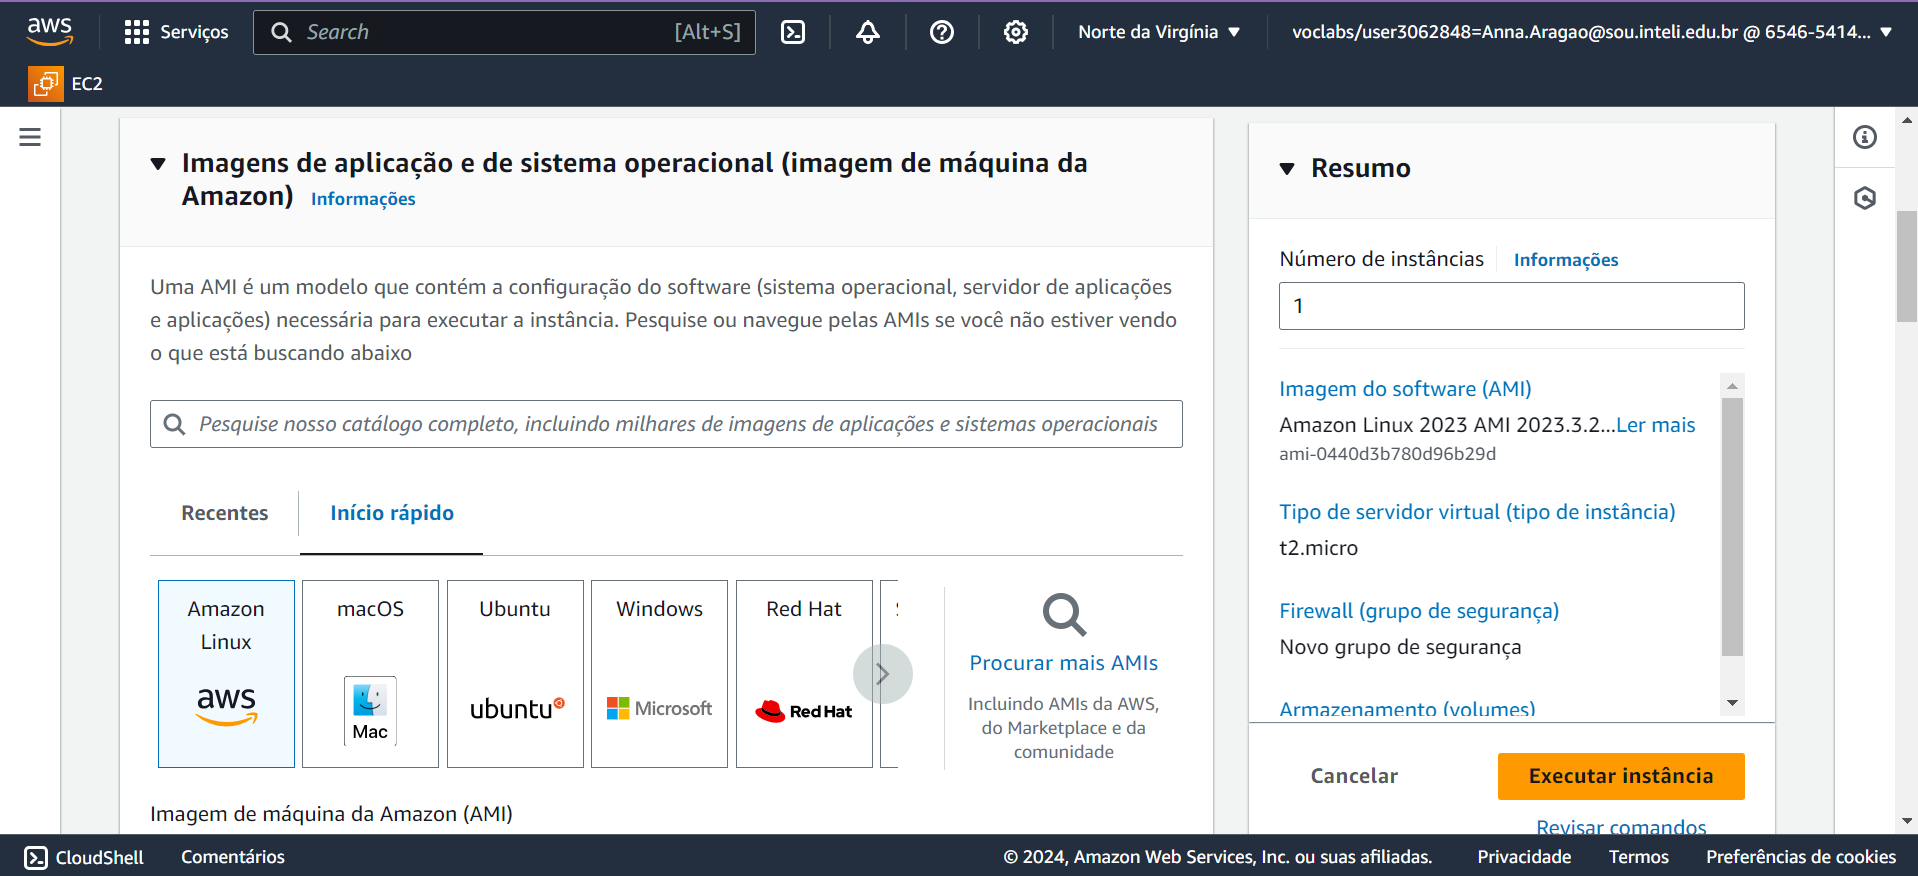 aws
Serviços
Search
[Alt+S]
Norte da Virgínia
voclabs/user3062848=Anna.Aragao@sou.inteli.edu.br @ 6546-5414...
EC2
Imagens de aplicação e de sistema operacional (imagem de máquina da
Amazon) Informações
Uma AMI é um modelo que contém a configuração do software (sistema operacional, servidor de aplicações
e aplicações) necessária para executar a instância. Pesquise ou navegue pelas AMIs se você não estiver vendo
o que está buscando abaixo
Pesquise nosso catálogo completo, incluindo milhares de imagens de aplicações e sistemas operacionais
Recentes
Início rápido
Amazon
Linux
aws
macOS
Mac
Ubuntu
ubuntu
Windows
Microsoft
Red Hat
Red Hat
Procurar mais AMIs
Incluindo AMIs da AWS,
do Marketplace e da
comunidade
Imagem de máquina da Amazon (AMI)
Resumo
Número de instâncias
Informações
1
Imagem do software (AMI)
Amazon Linux 2023 AMI 2023.3.2...Ler mais
ami-0440d3b780d96b29d
Tipo de servidor virtual (tipo de instância)
t2.micro
Firewall (grupo de segurança)
Novo grupo de segurança
Armazenamento (volumes)
Cancelar
Executar instância
Revisar comandos
CloudShell
Comentários
© 2024, Amazon Web Services, Inc. ou suas afiliadas.
Privacidade
Termos
Preferências de cookies